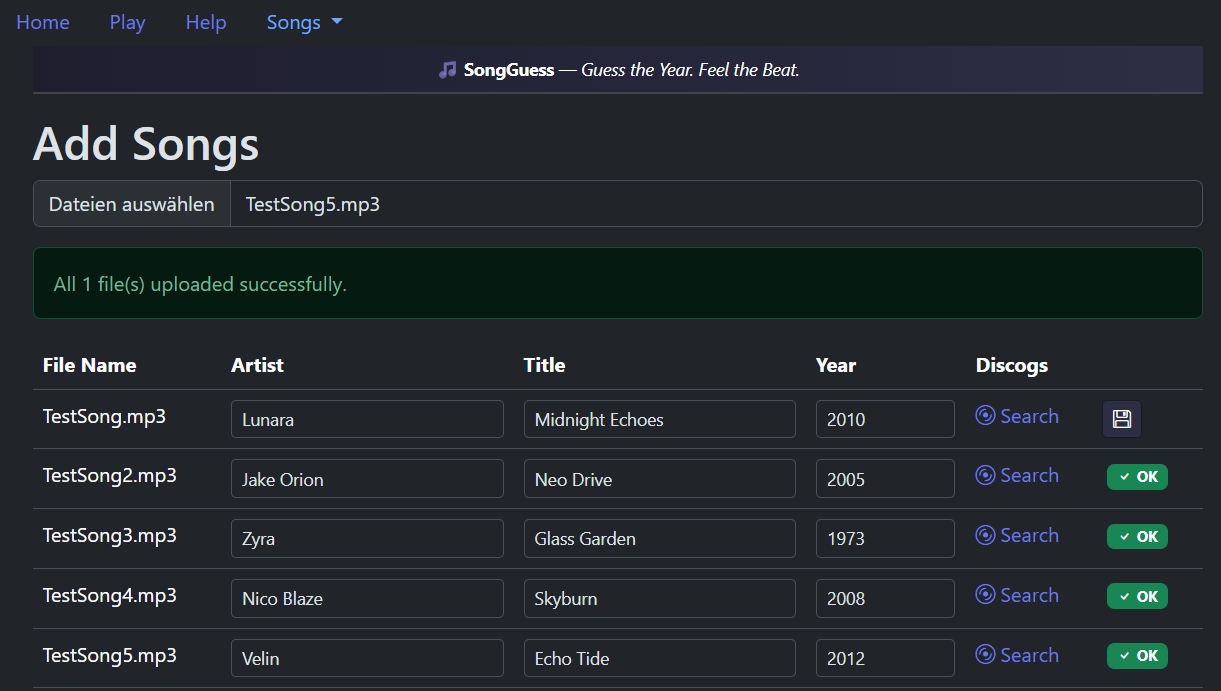 Home Play Help Songs
SongGuess — Guess the Year. Feel the Beat.
Add Songs
Dateien auswählen TestSong5.mp3
All 1 file(s) uploaded successfully.
File Name Artist Title Year Discogs
TestSong.mp3 Lunara Midnight Echoes 2010 Search
TestSong2.mp3 Jake Orion Neo Drive 2005 Search OK
TestSong3.mp3 Zyra Glass Garden 1973 Search OK
TestSong4.mp3 Nico Blaze Skyburn 2008 Search OK
TestSong5.mp3 Velin Echo Tide 2012 Search OK